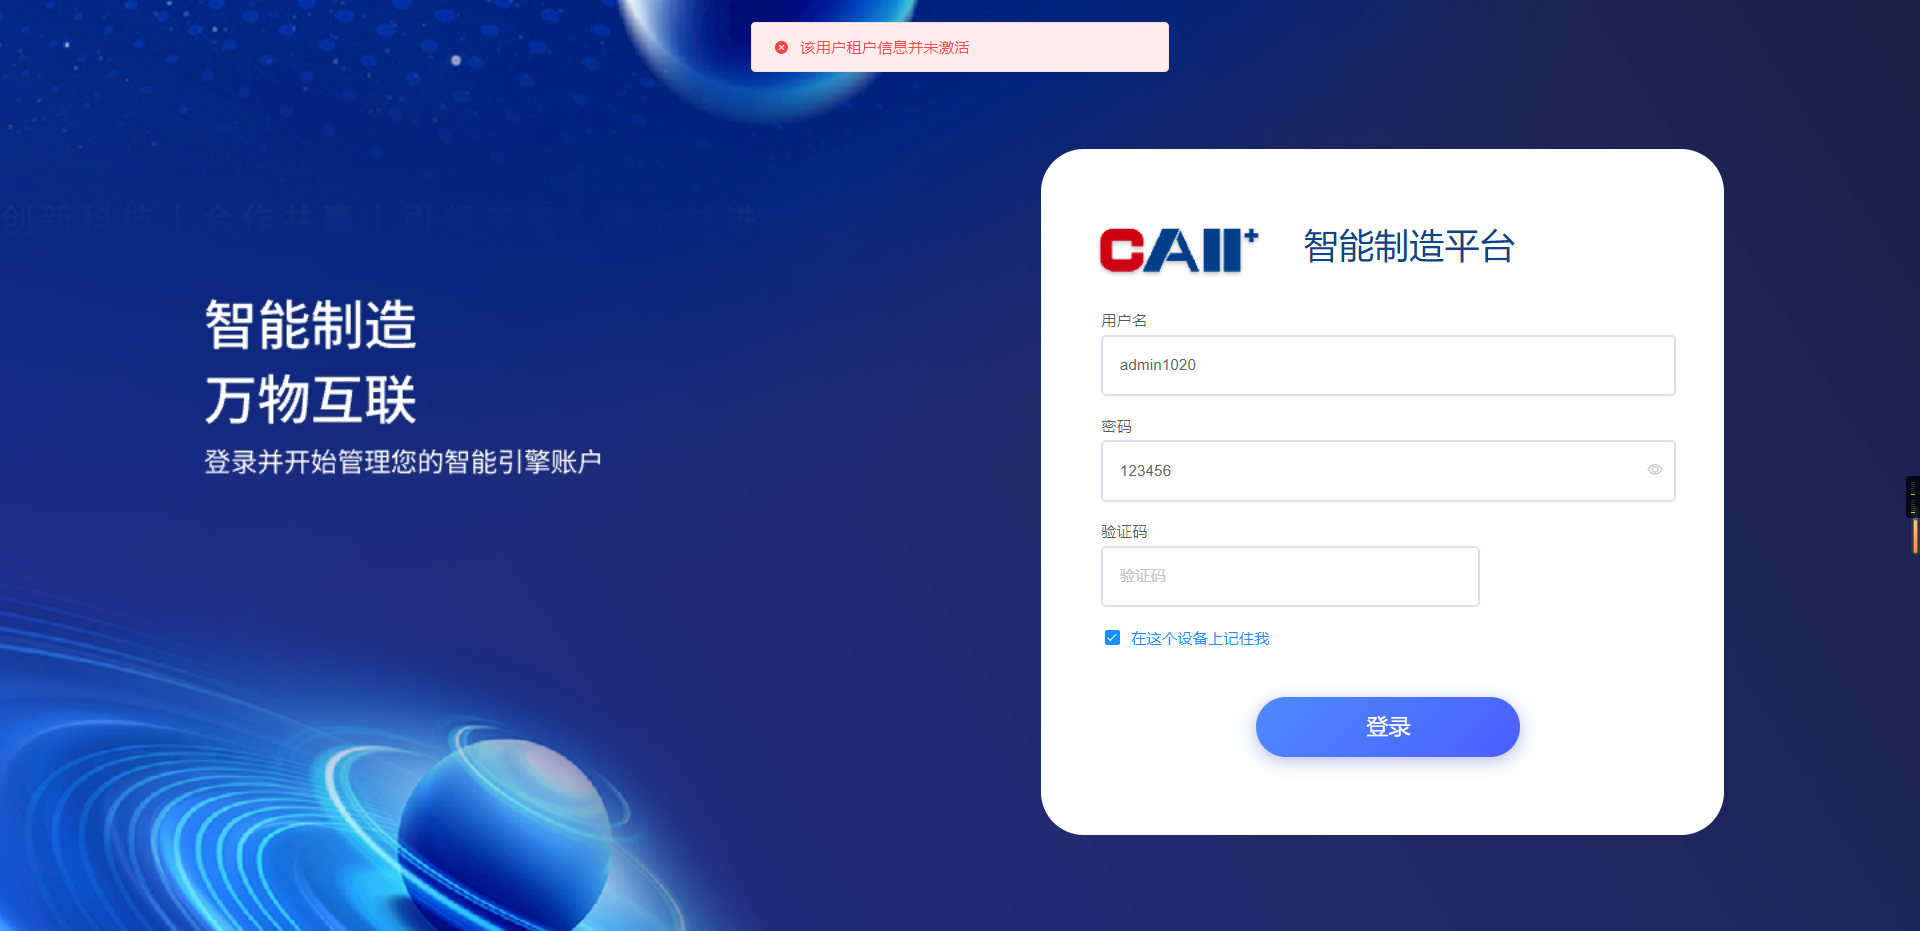 该用户租户信息并未激活
创新科技 | 合作共赢 | 引领未来 | 携手并进
智能制造
万物互联
登录并开始管理您的智能引擎账户
CAII+ 智能制造平台
用户名
admin1020
密码
123456
验证码
验证码
在这个设备上记住我
登录